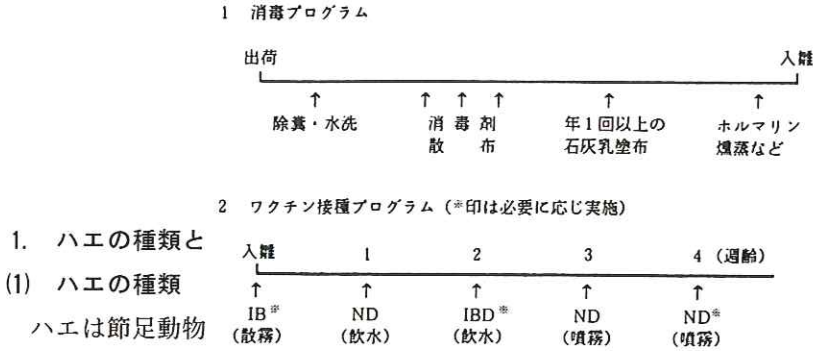 1 消毒プログラム
出荷 入雛
↑ ↑ ↑ ↑ ↑ ↑
除糞・水洗 消毒剤 年1回以上の ホルマリン
散布 石灰乳塗布 燻蒸など
2 ワクチン接種プログラム(※印は必要に応じ実施)
入雛 1 2 3 4 (週齢)
↑ ↑ ↑ ↑ ↑
IB※ ND IBD※ ND ND※
(散霧) (飲水) (飲水) (噴霧) (噴霧)
1. ハエの種類と
(1) ハエの種類
ハエは節足動物